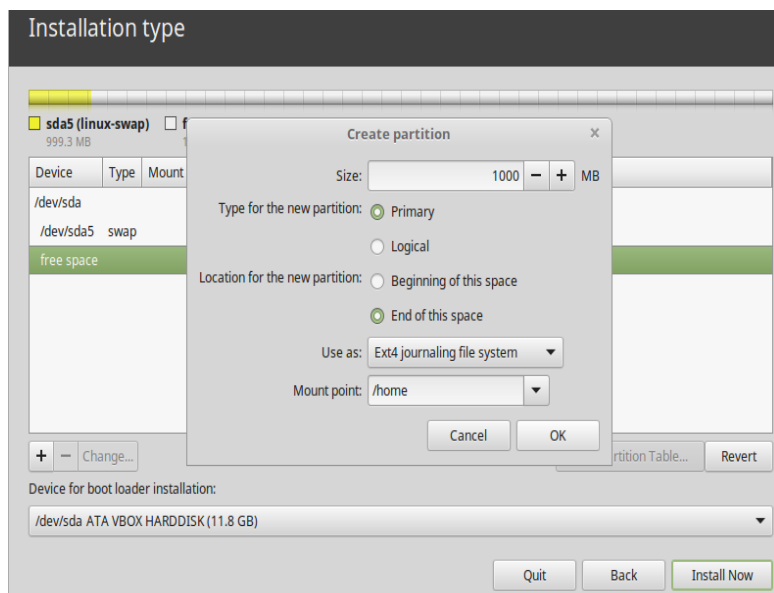 Installation type
sda5 (linux-swap) f
999.3 MB 1
Create partition
Size: 1000 MB
Type for the new partition: Primary
Logical
Location for the new partition: Beginning of this space
End of this space
Use as: Ext4 journaling file system
Mount point: /home
Cancel OK
Device Type Mount
/dev/sda
/dev/sda5 swap
free space
+ − Change... rtition Table... Revert
Device for boot loader installation:
/dev/sda ATA VBOX HARDDISK (11.8 GB)
Quit Back Install Now